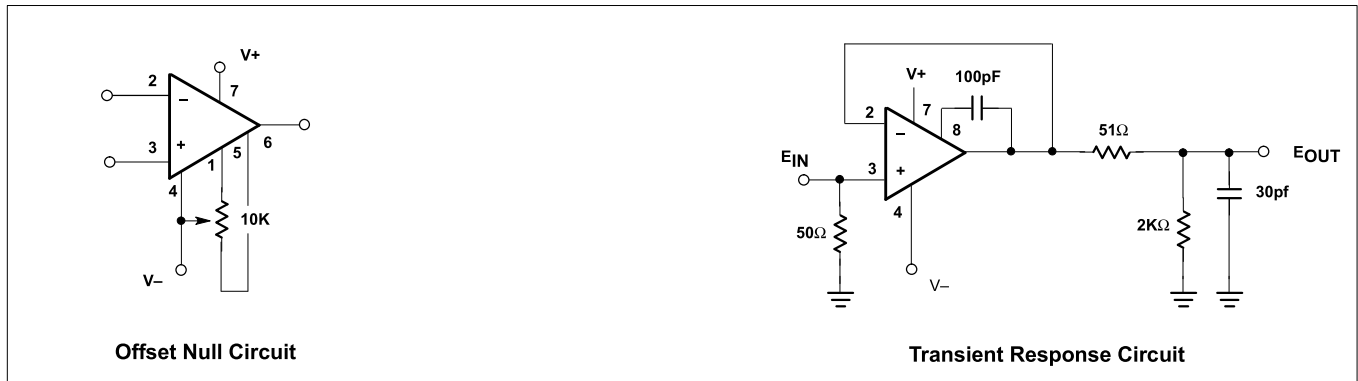 V+
2
7
–
3
+
1
5
6
4
10K
V–
Offset Null Circuit
V+
100pF
2
7
8
–
51Ω
EIN
EOUT
3
+
4
30pf
50Ω
2KΩ
V–
Transient Response Circuit